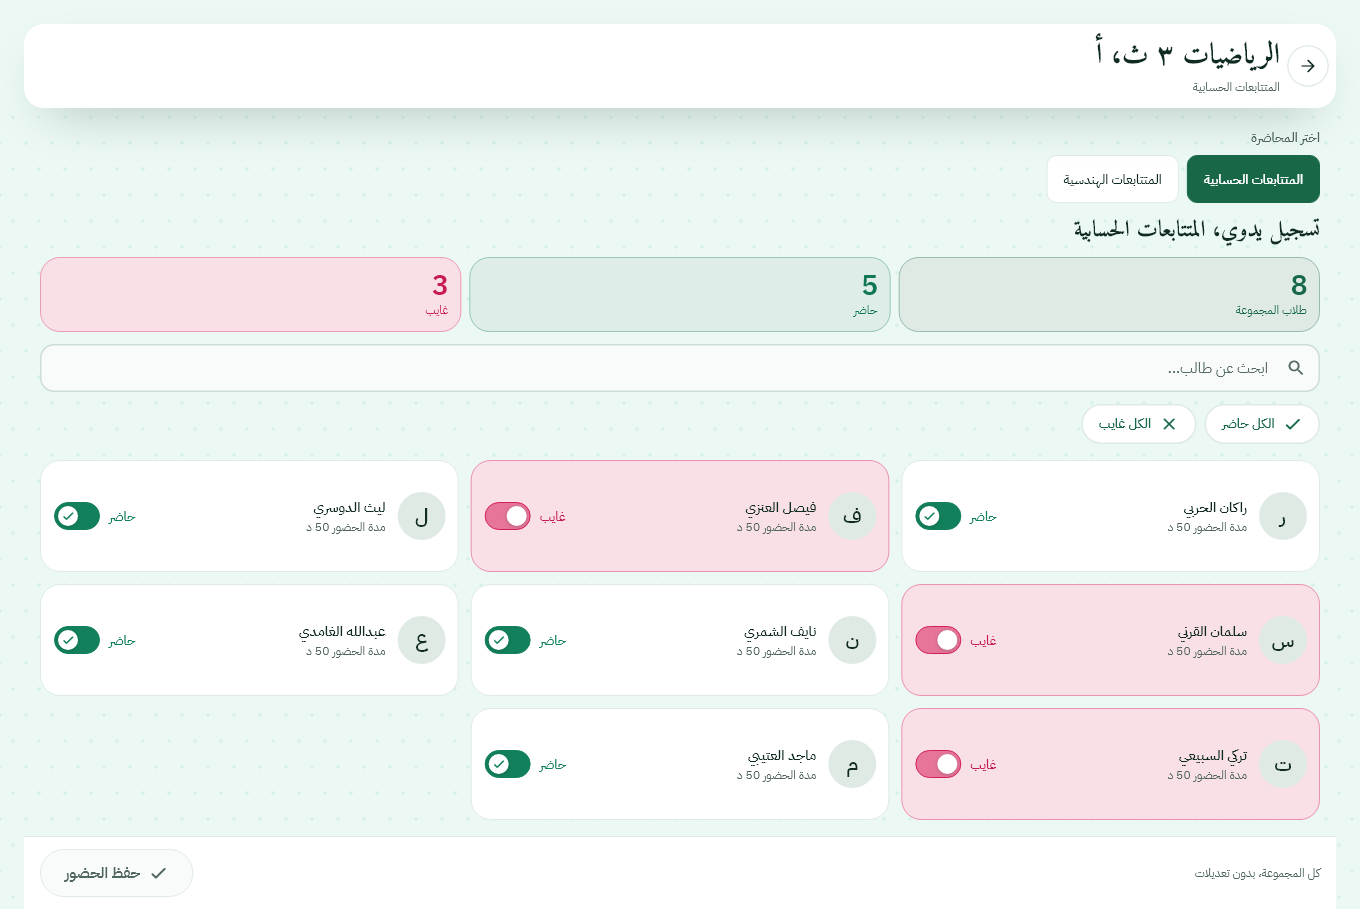 الرياضيات ٣ ث، أ
المتتابعات الحسابية
اختر المحاضرة
المتتابعات الحسابية
المتتابعات الهندسية
تسجيل يدوي، المتتابعات الحسابية
8
طلاب المجموعة
5
حاضر
3
غايب
ابحث عن طالب...
الكل حاضر
الكل غايب
ر
راكان الحربي
مدة الحضور 50 د
حاضر
ف
فيصل العنزي
مدة الحضور 50 د
غايب
ل
ليث الدوسري
مدة الحضور 50 د
حاضر
س
سلمان القرني
مدة الحضور 50 د
غايب
ن
نايف الشمري
مدة الحضور 50 د
حاضر
ع
عبدالله الغامدي
مدة الحضور 50 د
حاضر
ت
تركي السبيعي
مدة الحضور 50 د
غايب
م
ماجد العتيبي
مدة الحضور 50 د
حاضر
كل المجموعة، بدون تعديلات
حفظ الحضور